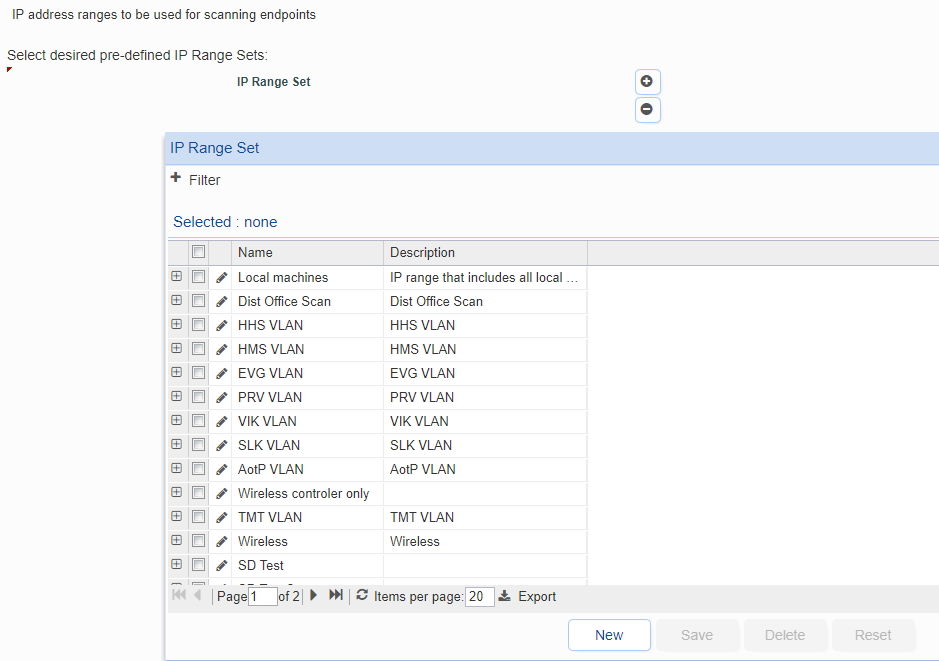 IP address ranges to be used for scanning endpoints
Select desired pre-defined IP Range Sets:
IP Range Set
IP Range Set
Filter
Selected : none
Name Description
Local machines IP range that includes all local ...
Dist Office Scan Dist Office Scan
HHS VLAN HHS VLAN
HMS VLAN HMS VLAN
EVG VLAN EVG VLAN
PRV VLAN PRV VLAN
VIK VLAN VIK VLAN
SLK VLAN SLK VLAN
AotP VLAN AotP VLAN
Wireless controler only
TMT VLAN TMT VLAN
Wireless Wireless
SD Test
Page 1 of 2 Items per page: 20 Export
New Save Delete Reset